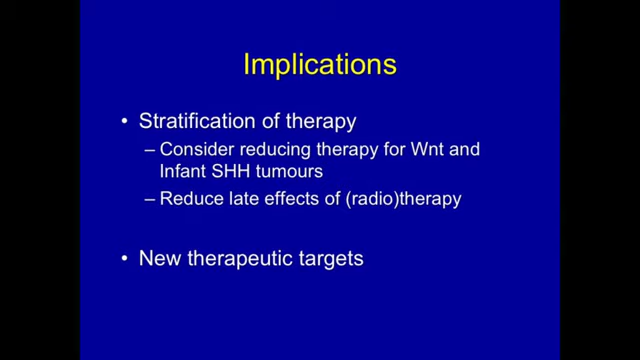 Implications
• Stratification of therapy
– Consider reducing therapy for Wnt and
Infant SHH tumours
– Reduce late effects of (radio)therapy
• New therapeutic targets